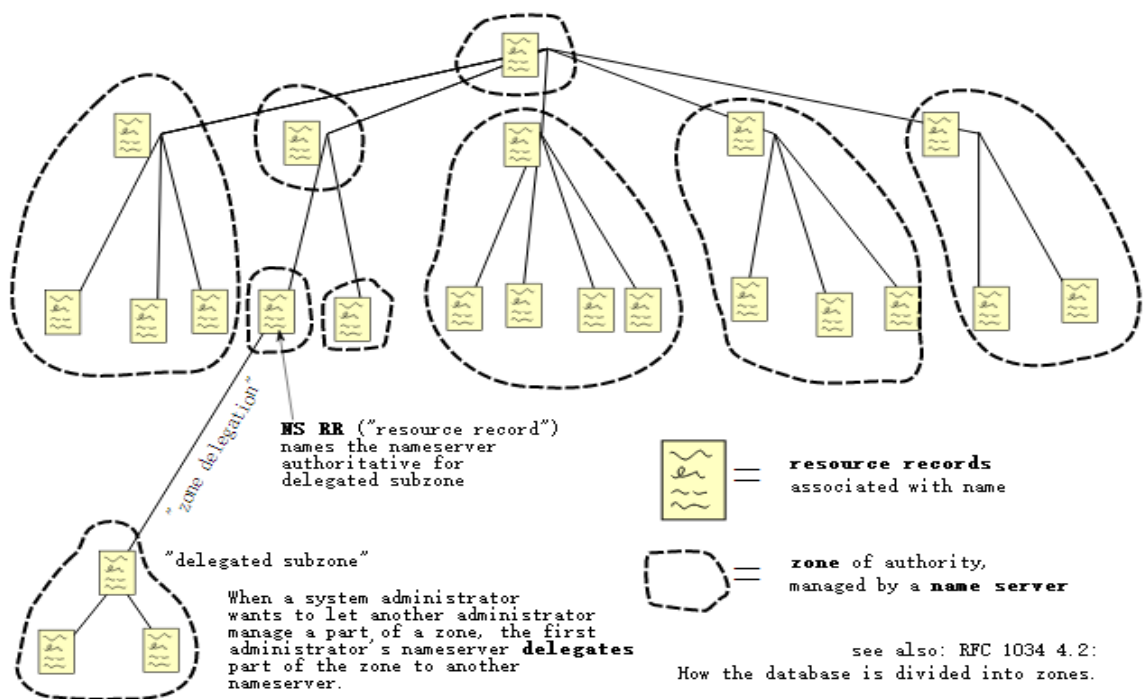 "zone delegation"
NS RR ("resource record")
names the nameserver
authoritative for
delegated subzone
resource records
associated with name
"delegated subzone"
zone of authority,
managed by a name server
When a system administrator
wants to let another administrator
manage a part of a zone, the first
administrator's nameserver delegates
part of the zone to another
nameserver.
see also: RFC 1034 4.2:
How the database is divided into zones.